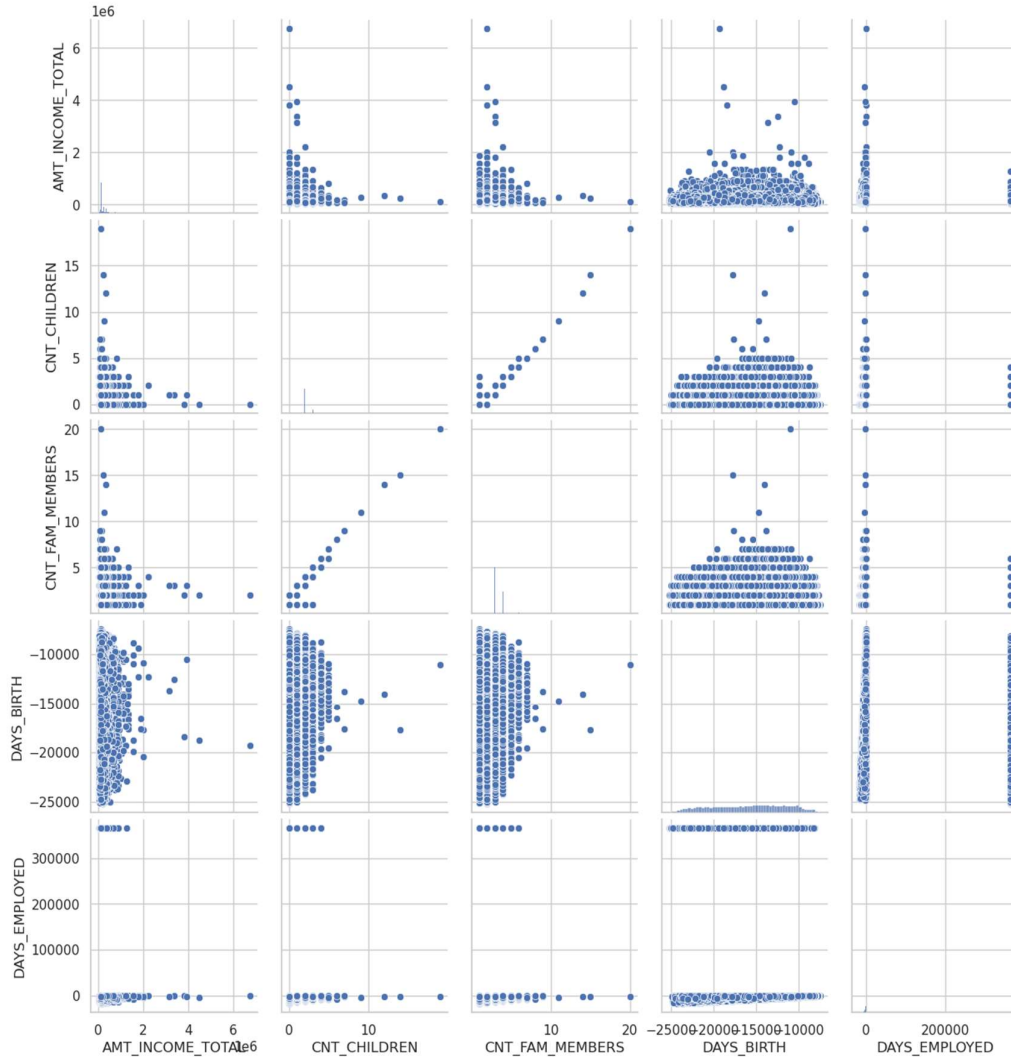 1e6
6
4
2
0
AMT_INCOME_TOTAL
15
10
5
0
CNT_CHILDREN
20
15
10
5
CNT_FAM_MEMBERS
−10000
−15000
−20000
−25000
DAYS_BIRTH
300000
200000
100000
0
DAYS_EMPLOYED
0 2 4 6 0 10 0 10 20 −25000 −20000 −15000 −10000 0 200000
1e6
AMT_INCOME_TOTAL CNT_CHILDREN CNT_FAM_MEMBERS DAYS_BIRTH DAYS_EMPLOYED